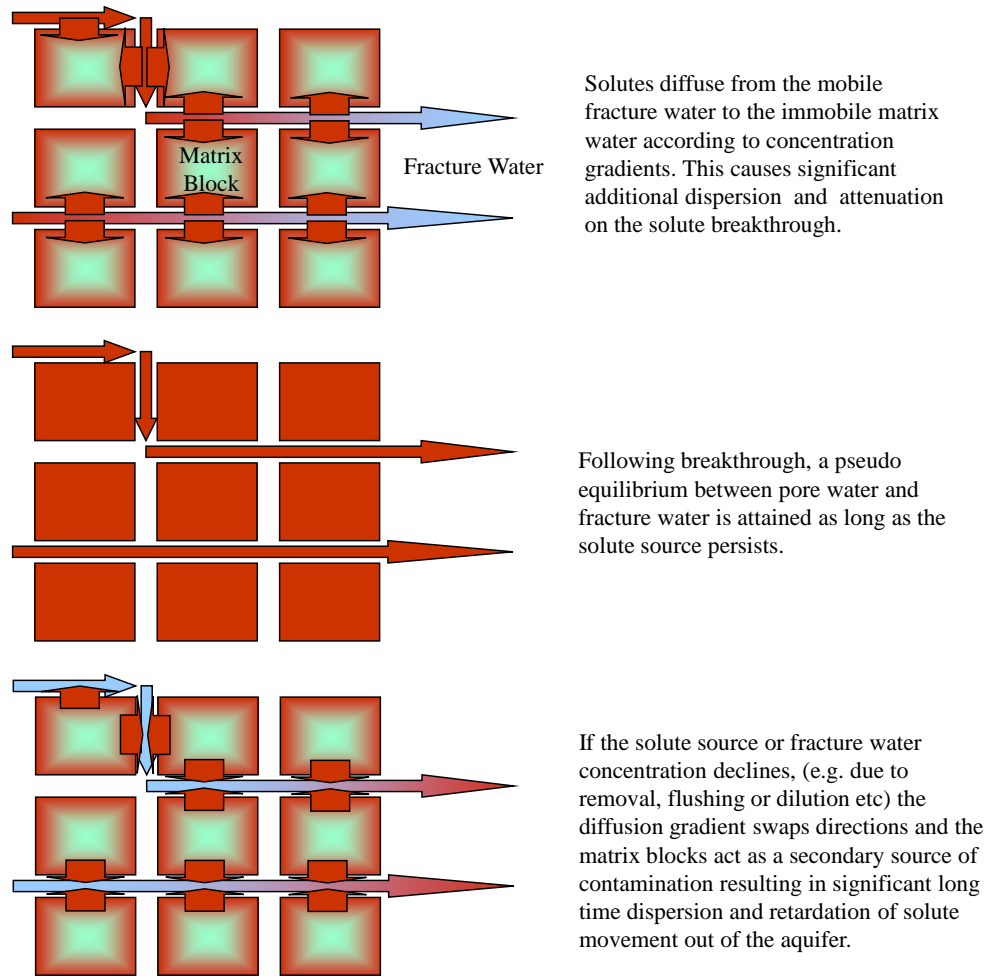 Solutes diffuse from the mobile
fracture water to the immobile matrix
water according to concentration
gradients. This causes significant
additional dispersion and attenuation
on the solute breakthrough.
Matrix
Block
Fracture Water
Following breakthrough, a pseudo
equilibrium between pore water and
fracture water is attained as long as the
solute source persists.
If the solute source or fracture water
concentration declines, (e.g. due to
removal, flushing or dilution etc) the
diffusion gradient swaps directions and the
matrix blocks act as a secondary source of
contamination resulting in significant long
time dispersion and retardation of solute
movement out of the aquifer.